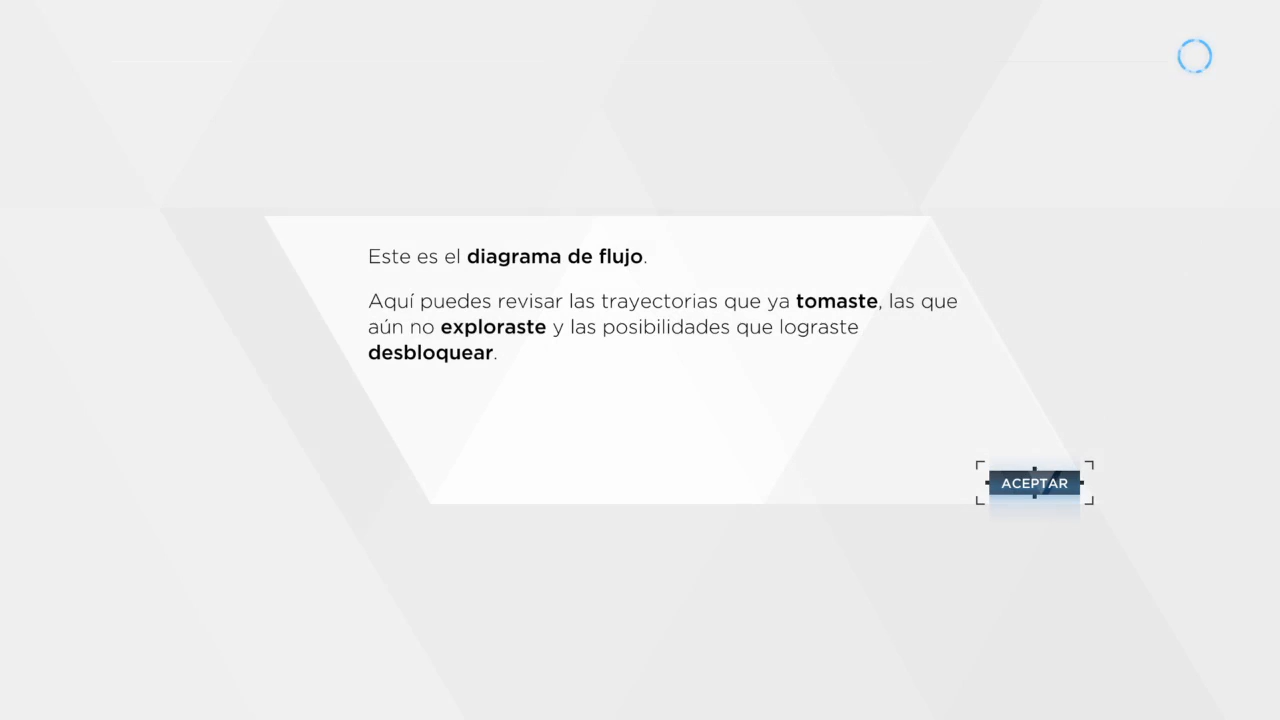 Este es el diagrama de flujo.
Aquí puedes revisar las trayectorias que ya tomaste, las que
aún no exploraste y las posibilidades que lograste
desbloquear.
ACEPTAR